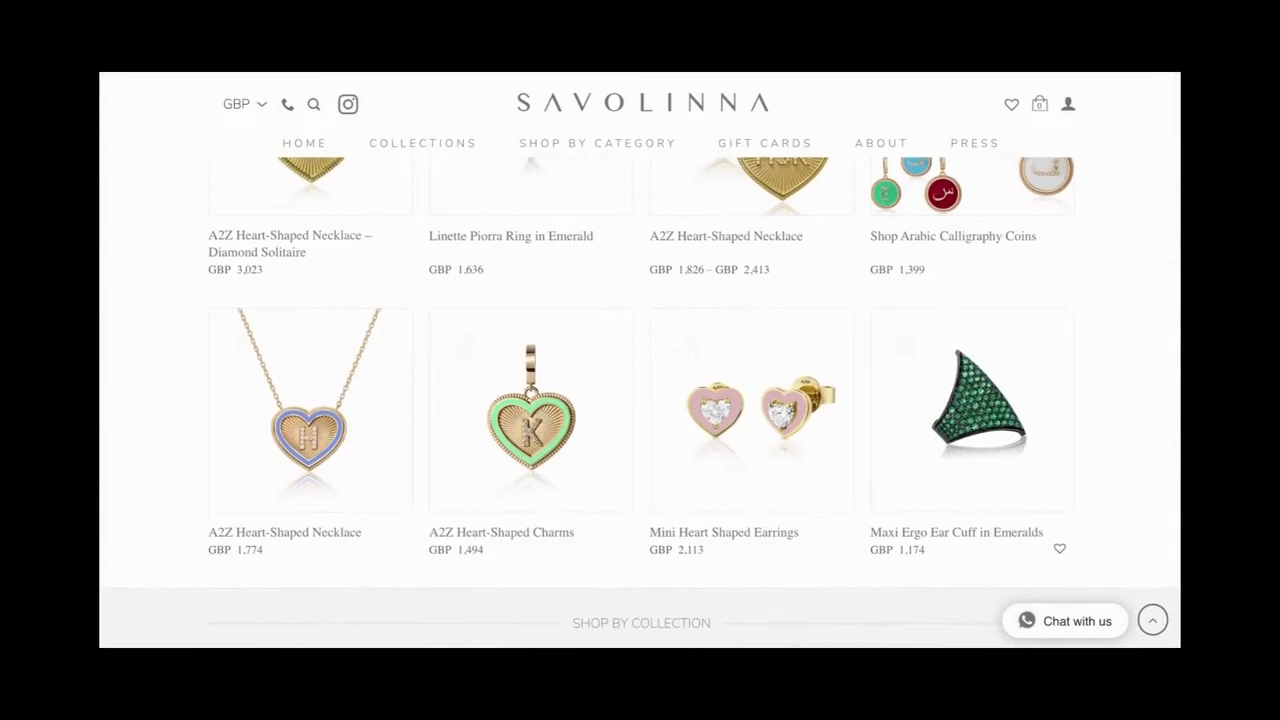 GBP
SAVOLINNA
0
HOME COLLECTIONS SHOP BY CATEGORY GIFT CARDS ABOUT PRESS
A2Z Heart-Shaped Necklace –
Diamond Solitaire
GBP 3,023
Linette Piorra Ring in Emerald
GBP 1,636
A2Z Heart-Shaped Necklace
GBP 1,826 – GBP 2,413
س
Shop Arabic Calligraphy Coins
GBP 1,399
H
A2Z Heart-Shaped Necklace
GBP 1,774
K
A2Z Heart-Shaped Charms
GBP 1,494
Mini Heart Shaped Earrings
GBP 2,113
Maxi Ergo Ear Cuff in Emeralds
GBP 1,174
SHOP BY COLLECTION
Chat with us